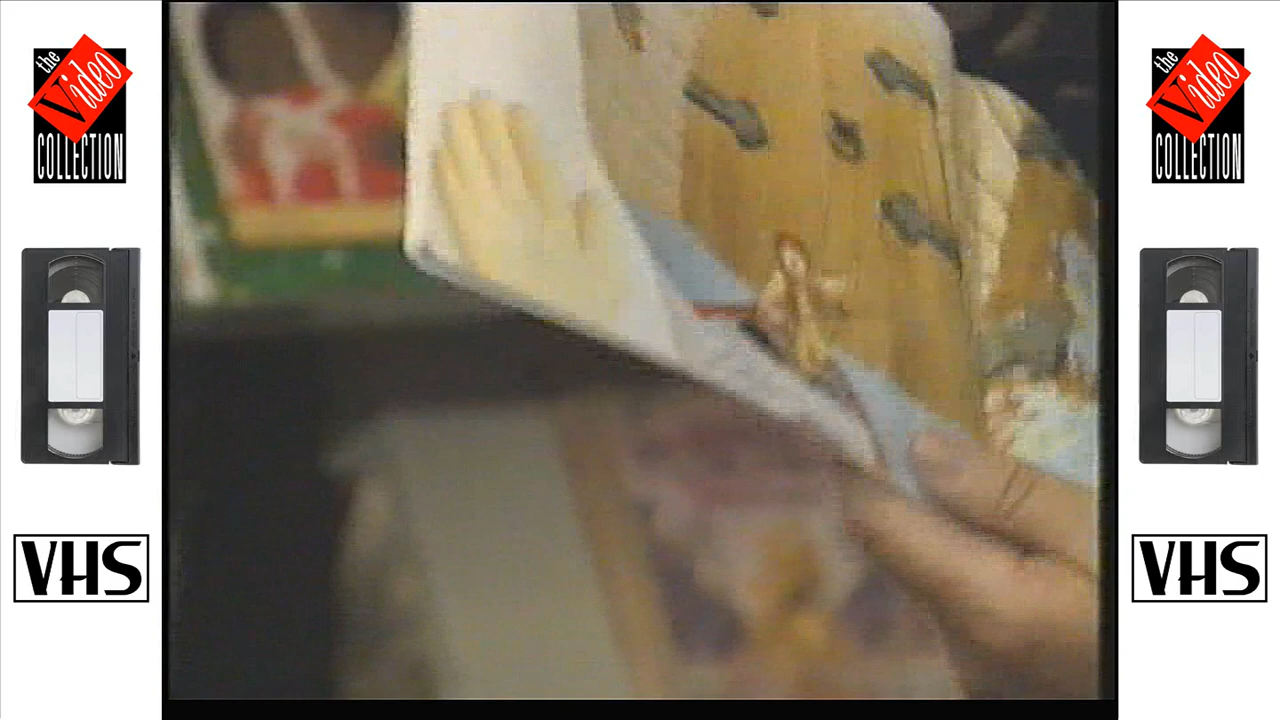 the
Video
COLLECTION
VHS
the
Video
COLLECTION
VHS